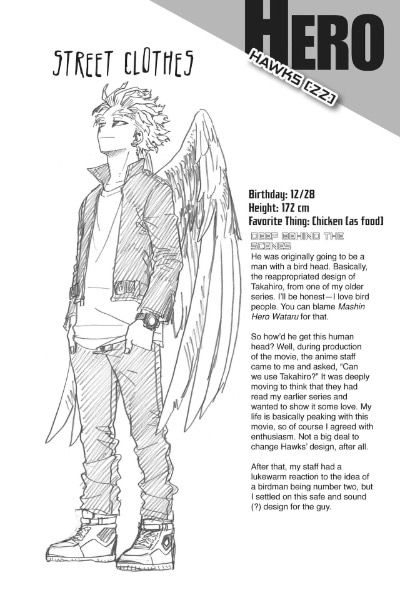 HERO
HAWKS (22)
STREET CLOTHES
Birthday: 12/28
Height: 172 cm
Favorite Thing: Chicken (as food)
DEEP BEHIND THE
SCENES
He was originally going to be a
man with a bird head. Basically,
the reappropriated design of
Takahiro, from one of my older
series. I'll be honest—I love bird
people. You can blame Mashin
Hero Wataru for that.
So how'd he get this human
head? Well, during production
of the movie, the anime staff
came to me and asked, “Can
we use Takahiro?” It was deeply
moving to think that they had
read my earlier series and
wanted to show it some love. My
life is basically peaking with this
movie, so of course I agreed with
enthusiasm. Not a big deal to
change Hawks' design, after all.
After that, my staff had a
lukewarm reaction to the idea of
a birdman being number two, but
I settled on this safe and sound
(?) design for the guy.